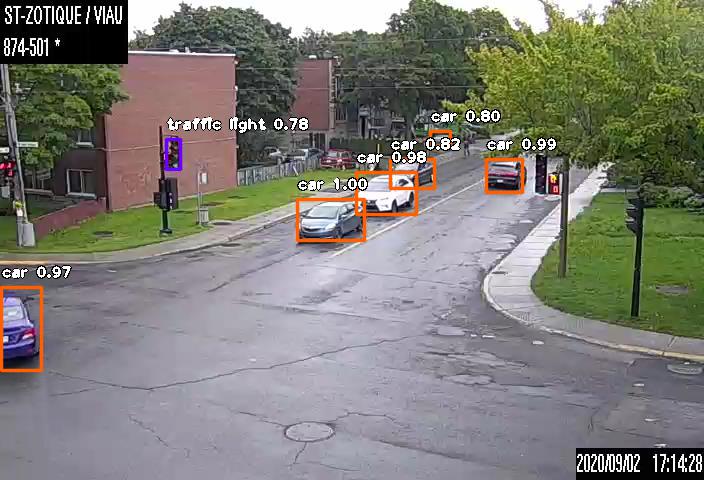 ST-ZOTIQUE / VIAU
874-501 *
car 0.80
traffic light 0.78
car 0.82
car 0.99
car 0.98
car 1.00
car 0.97
2020/09/02 17:14:28